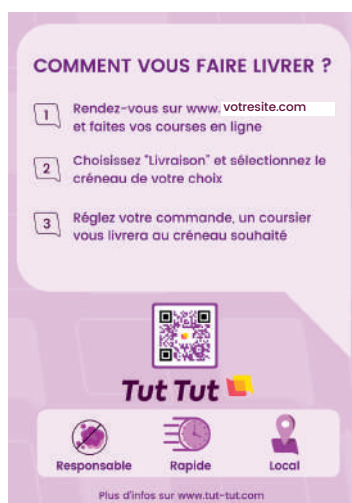 COMMENT VOUS FAIRE LIVRER ?
1 Rendez-vous sur www. votresite.com
et faites vos courses en ligne
2 Choisissez "Livraison" et sélectionnez le
créneau de votre choix
3 Réglez votre commande, un coursier
vous livrera au créneau souhaité
Tut Tut
Responsable Rapide Local
Plus d'infos sur www.tut-tut.com